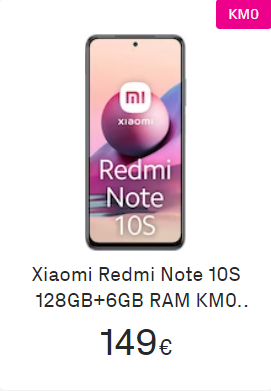 KM0
mi
xiaomi
Redmi
Note
10S
Xiaomi Redmi Note 10S
128GB+6GB RAM KM0..
149€